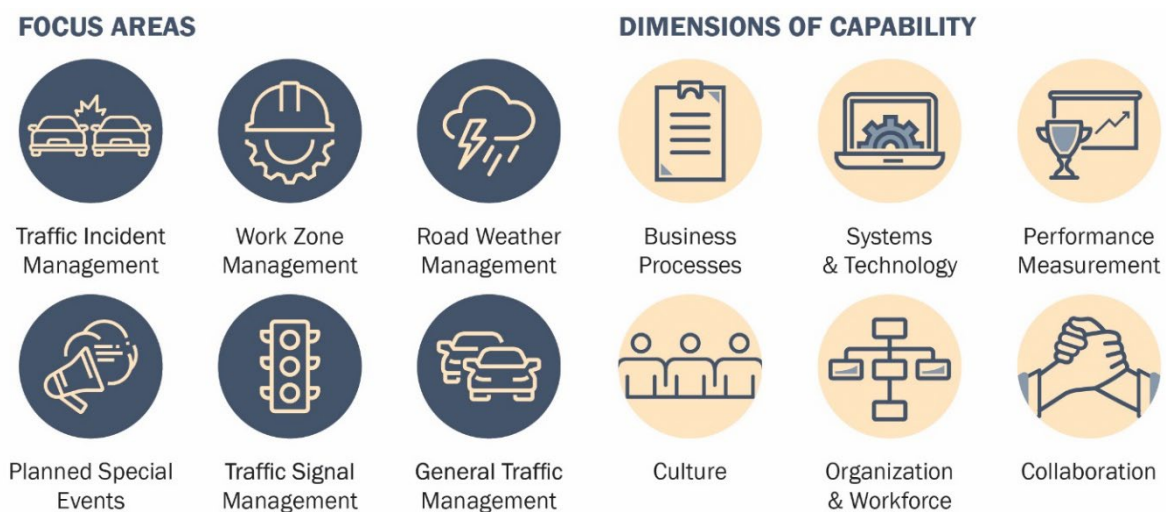 FOCUS AREAS
Traffic Incident
Management
Work Zone
Management
Road Weather
Management
Planned Special
Events
Traffic Signal
Management
General Traffic
Management
DIMENSIONS OF CAPABILITY
Business
Processes
Systems
& Technology
Performance
Measurement
Culture
Organization
& Workforce
Collaboration